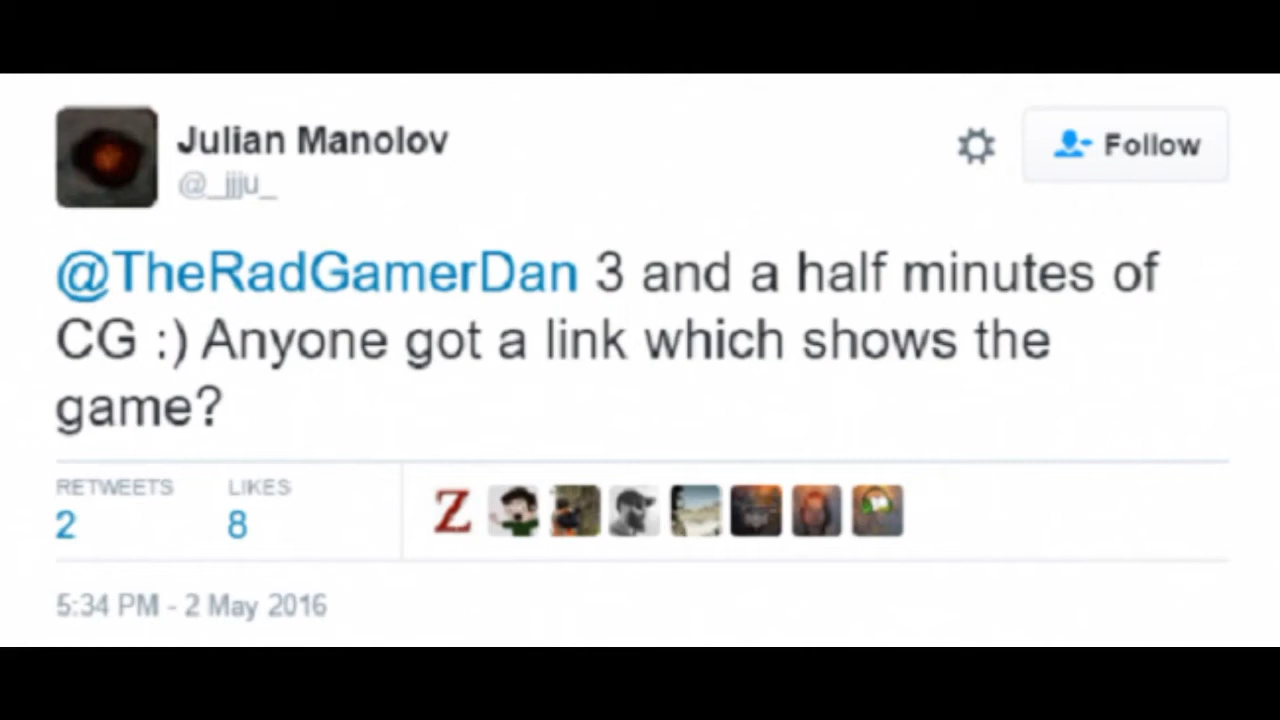 Julian Manolov
@_jjju_
Follow
@TheRadGamerDan 3 and a half minutes of
CG :) Anyone got a link which shows the
game?
RETWEETS LIKES
2 8
Z
5:34 PM - 2 May 2016